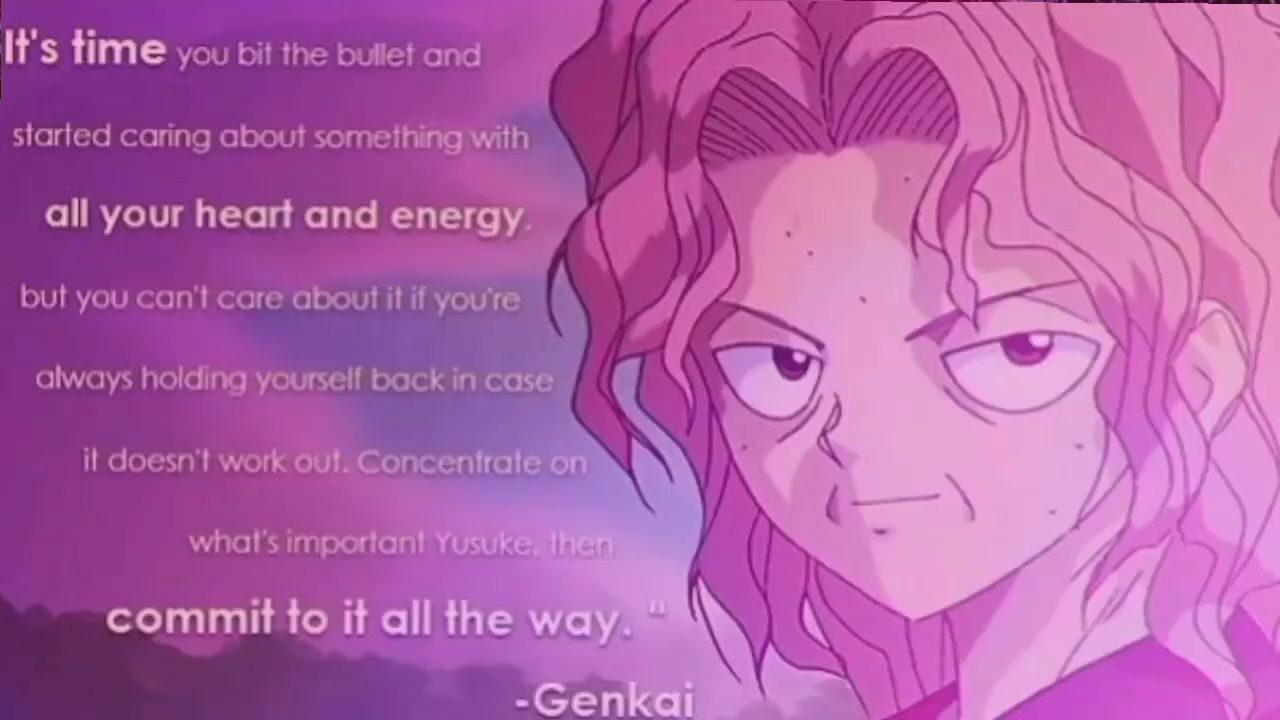 It's time you bit the bullet and
started caring about something with
all your heart and energy.
but you can't care about it if you're
always holding yourself back in case
it doesn't work out. Concentrate on
what's important Yusuke, then
commit to it all the way. “
-Genkai